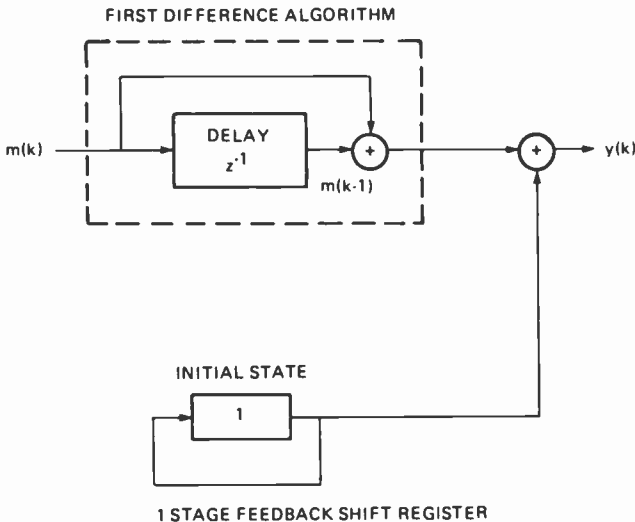 FIRST DIFFERENCE ALGORITHM
DELAY
m(k)
z-1
+
+
y(k)
m(k-1)
INITIAL STATE
1
1 STAGE FEEDBACK SHIFT REGISTER